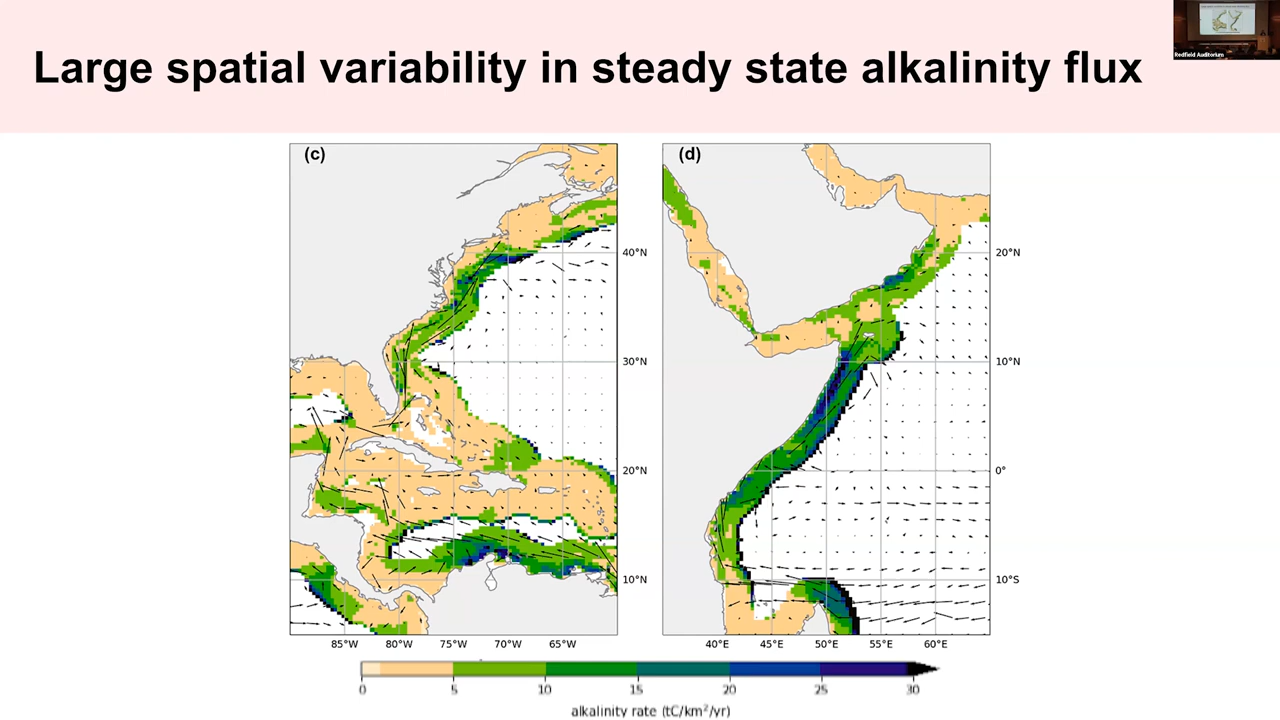 Large spatial variability in steady state alkalinity flux
Redfield Auditorium
(c)
(d)
40°N
30°N
20°N
10°N
20°N
10°N
0°
10°S
85°W 80°W 75°W 70°W 65°W
40°E 45°E 50°E 55°E 60°E
0 5 10 15 20 25 30
alkalinity rate (tC/km²/yr)